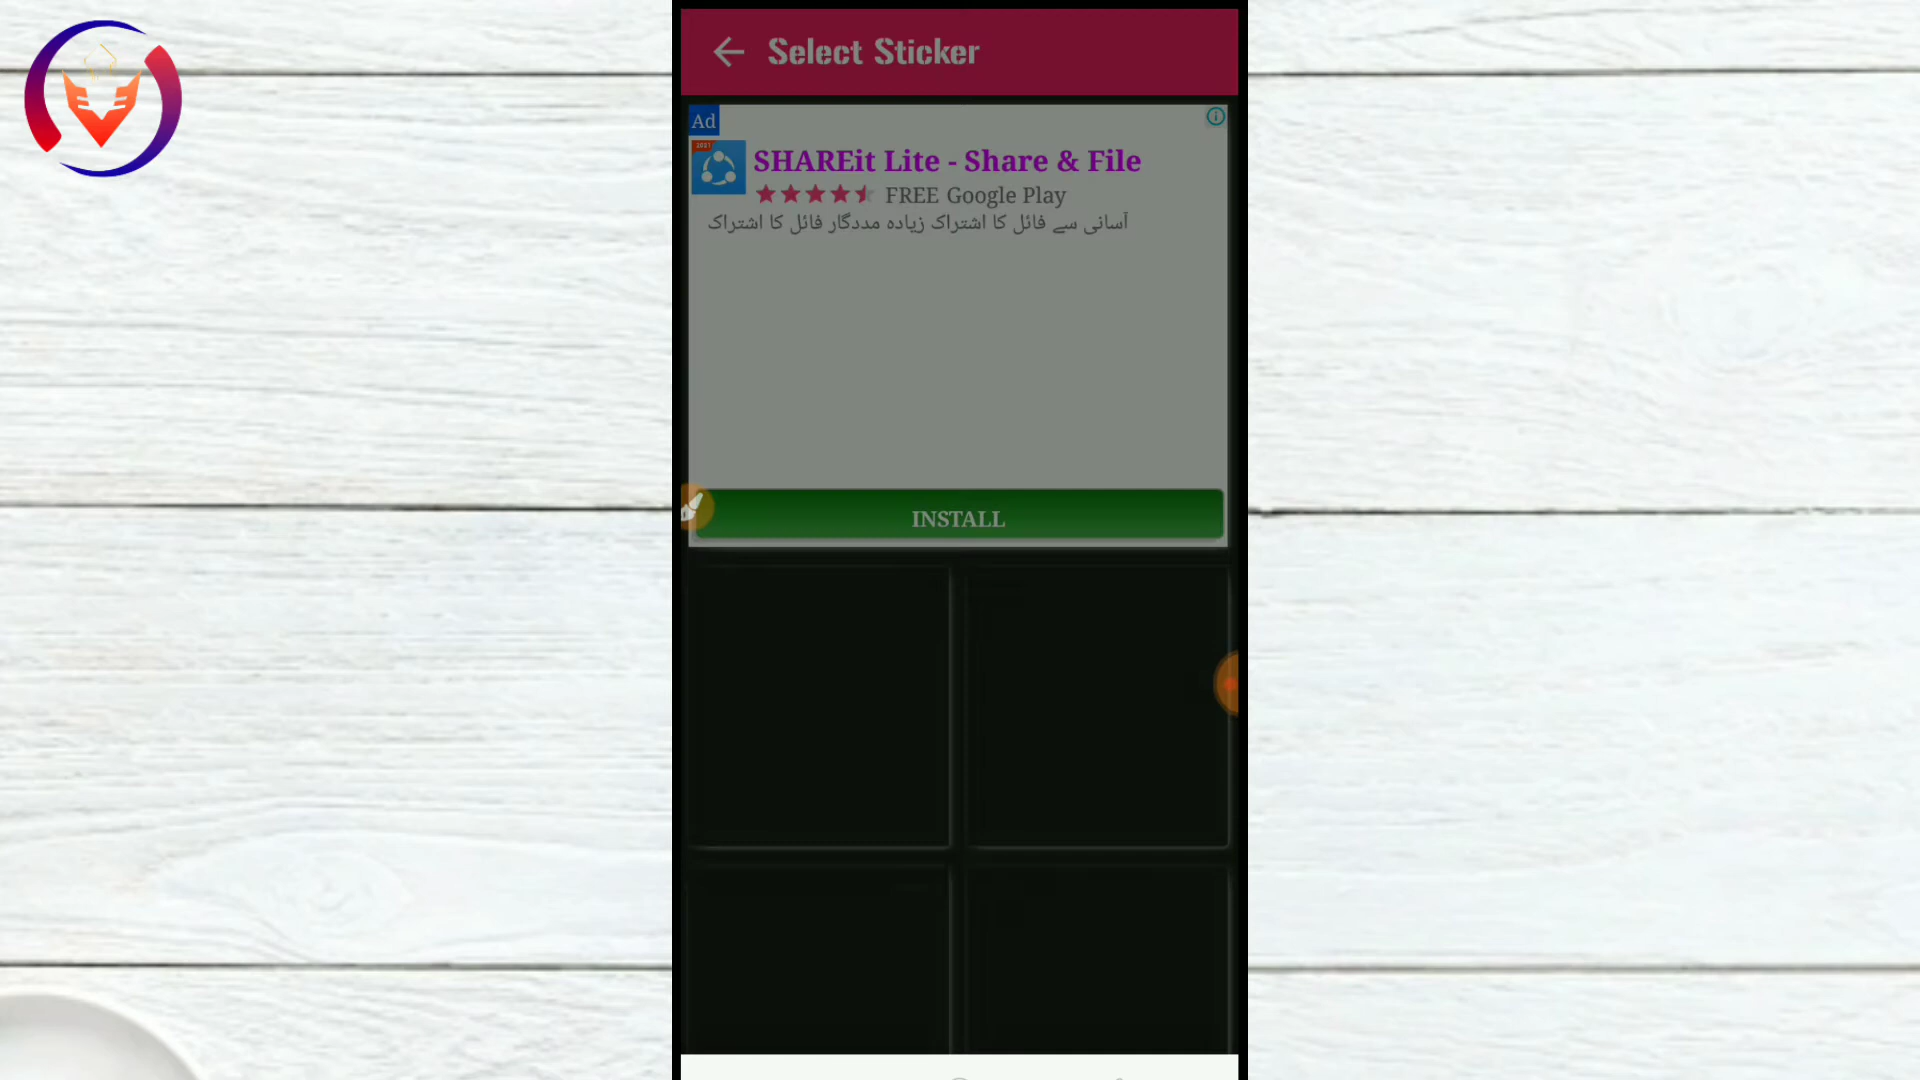 Select Sticker
Ad
2021
SHAREit Lite - Share & File
FREE Google Play
آسانی سے فائل کا اشتراک زیادہ مددگار فائل کا اشتراک
INSTALL